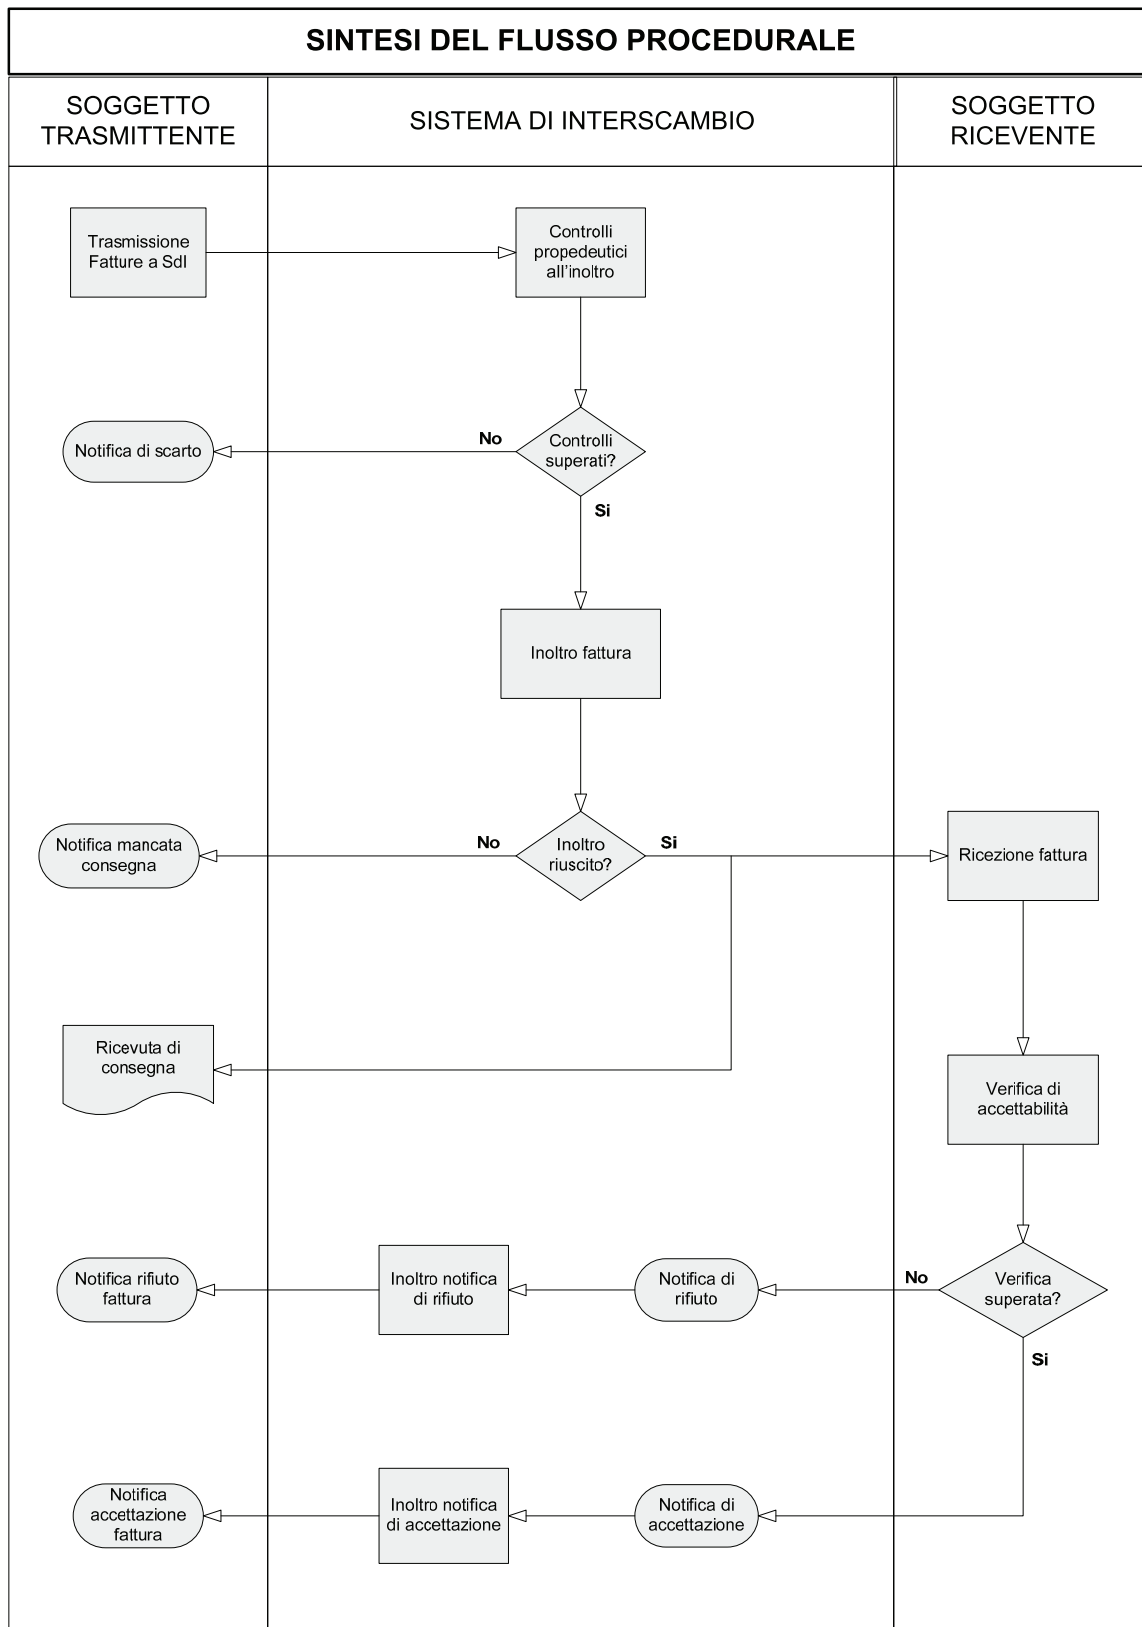 SINTESI DEL FLUSSO PROCEDURALE
SOGGETTO
TRASMITTENTE
SISTEMA DI INTERSCAMBIO
SOGGETTO
RICEVENTE
Trasmissione
Fatture a SdI
Controlli
propedeutici
all'inoltro
Notifica di scarto
No
Controlli
superati?
Si
Inoltro fattura
Notifica mancata
consegna
No
Inoltro
riuscito?
Si
Ricezione fattura
Ricevuta di
consegna
Verifica di
accettabilità
Notifica rifiuto
fattura
Inoltro notifica
di rifiuto
Notifica di
rifiuto
No
Verifica
superata?
Si
Notifica
accettazione
fattura
Inoltro notifica
di accettazione
Notifica di
accettazione